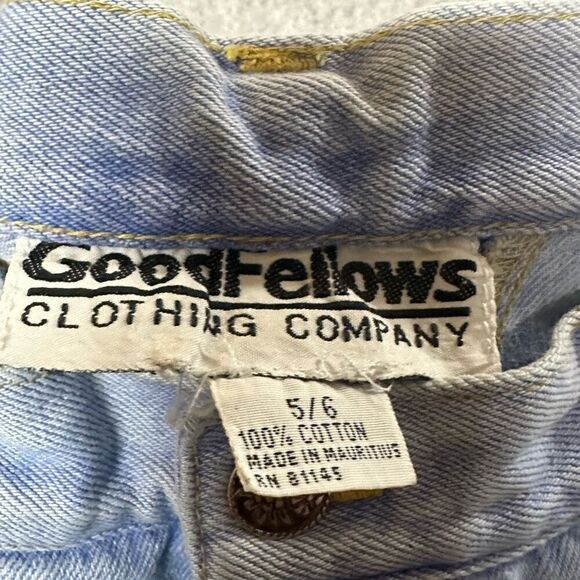 GoodFellows
CLOTHING COMPANY
5/6
100% COTTON
MADE IN MAURITIUS
RN 81145